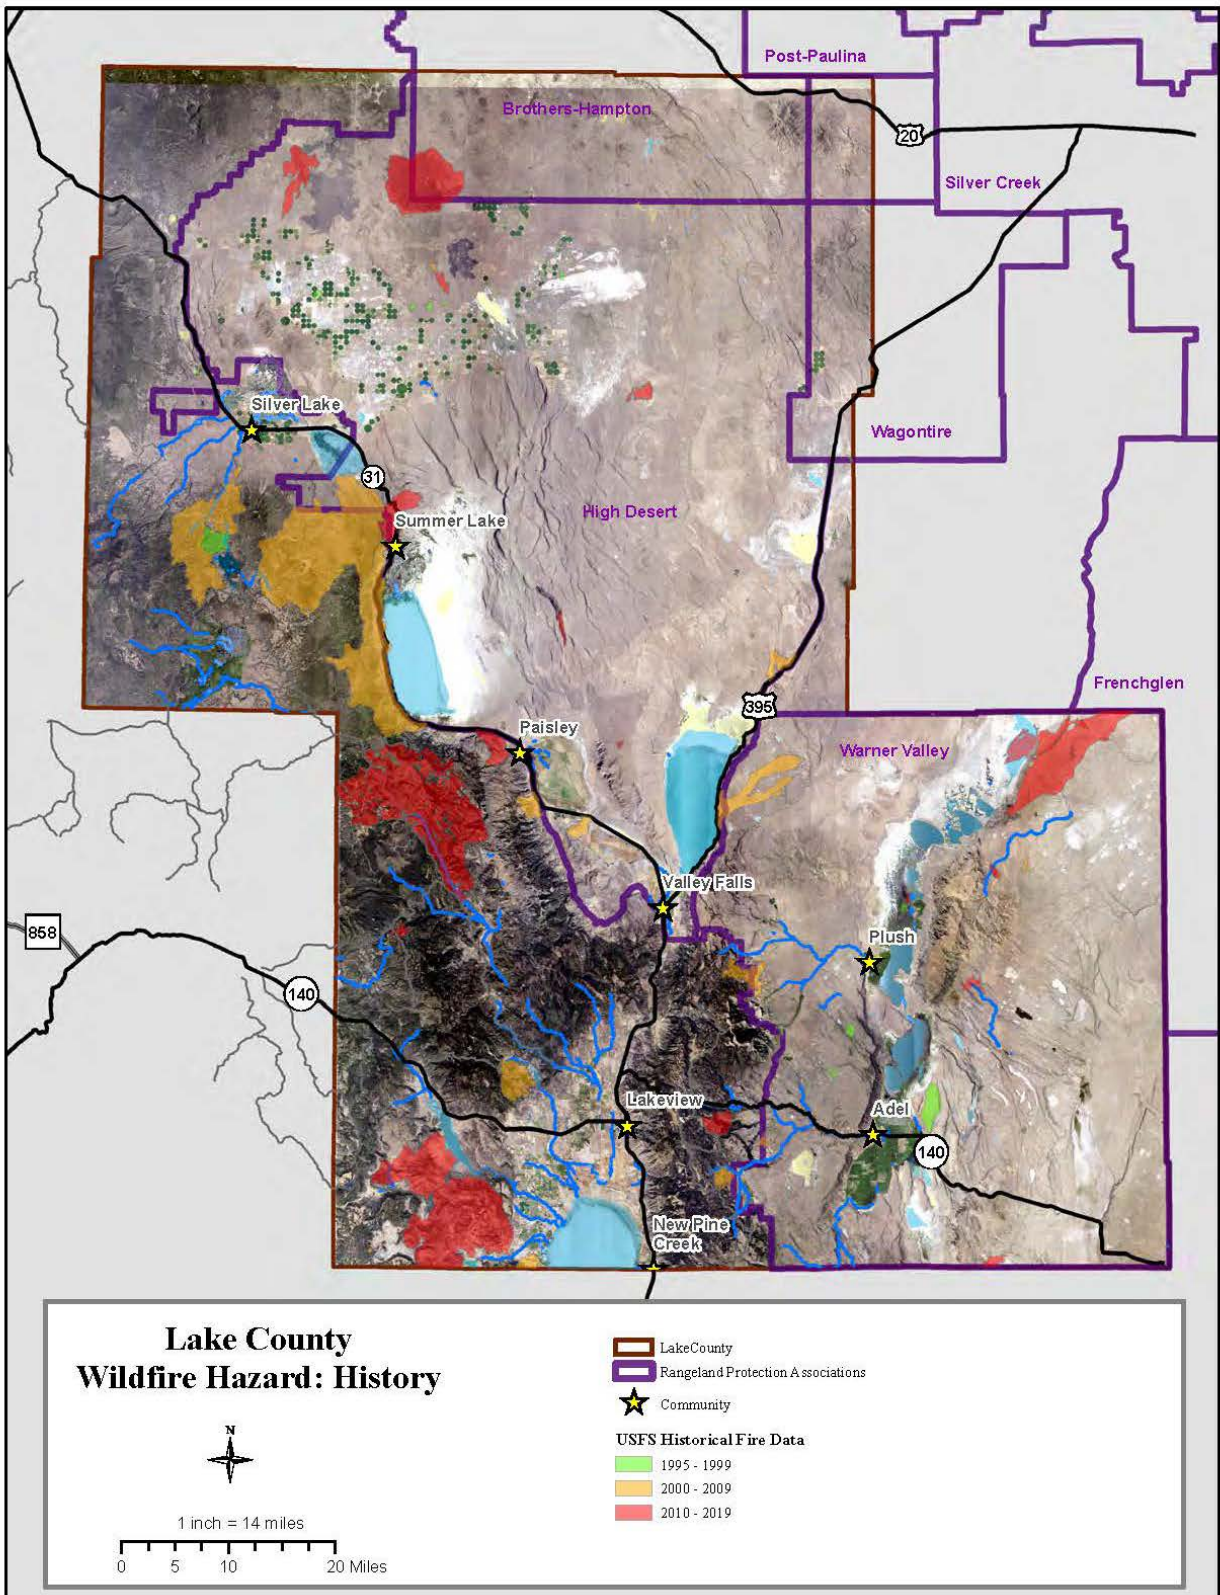 Post-Paulina
Brothers-Hampton
20
Silver Creek
Silver Lake
Wagontire
31
High Desert
Summer Lake
Frenchglen
395
Paisley
Warner Valley
Valley Falls
858
Plush
140
Lakeview
Adel
140
New Pine
Creek
Lake County
Wildfire Hazard: History
N
1 inch = 14 miles
0 5 10 20 Miles
LakeCounty
Rangeland Protection Associations
Community
USFS Historical Fire Data
1995 - 1999
2000 - 2009
2010 - 2019